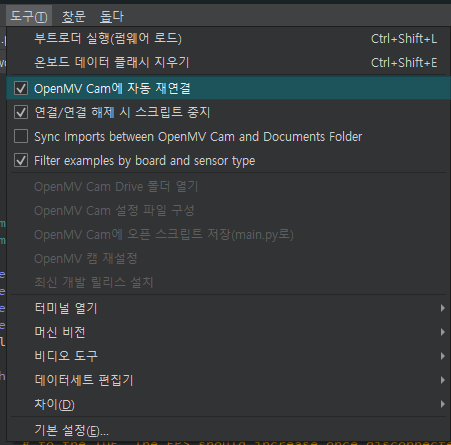 도구(T) 창문 돕다
부트로더 실행(펌웨어 로드) Ctrl+Shift+L
온보드 데이터 플래시 지우기 Ctrl+Shift+E
OpenMV Cam에 자동 재연결
연결/연결 해제 시 스크립트 중지
Sync Imports between OpenMV Cam and Documents Folder
Filter examples by board and sensor type
OpenMV Cam Drive 폴더 열기
OpenMV Cam 설정 파일 구성
OpenMV Cam에 오픈 스크립트 저장(main.py로)
OpenMV 캠 재설정
최신 개발 릴리스 설치
터미널 열기
머신 비전
비디오 도구
데이터세트 편집기
차이(D)
기본 설정(E)...